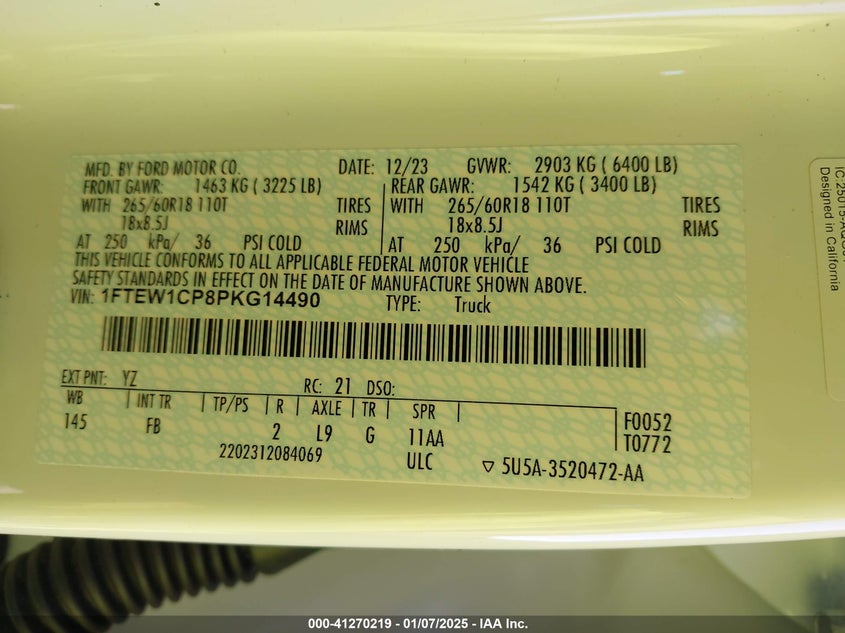 MFD. BY FORD MOTOR CO. DATE: 12/23 GVWR: 2903 KG ( 6400 LB)
FRONT GAWR: 1463 KG ( 3225 LB) REAR GAWR: 1542 KG ( 3400 LB)
WITH 265/60R18 110T TIRES WITH 265/60R18 110T TIRES
18x8.5J RIMS 18x8.5J RIMS
AT 250 kPa/ 36 PSI COLD AT 250 kPa/ 36 PSI COLD
THIS VEHICLE CONFORMS TO ALL APPLICABLE FEDERAL MOTOR VEHICLE
SAFETY STANDARDS IN EFFECT ON THE DATE OF MANUFACTURE SHOWN ABOVE.
VIN: 1FTEW1CP8PKG14490 TYPE: Truck
EXT PNT: YZ RC: 21 DSO:
WB INT TR TP/PS R AXLE TR SPR
145 FB 2 L9 G 11AA
F0052
T0772
2202312084069 ULC ▽ 5U5A-3520472-AA
Designed in California
000-41270219 - 01/07/2025 - IAA Inc.